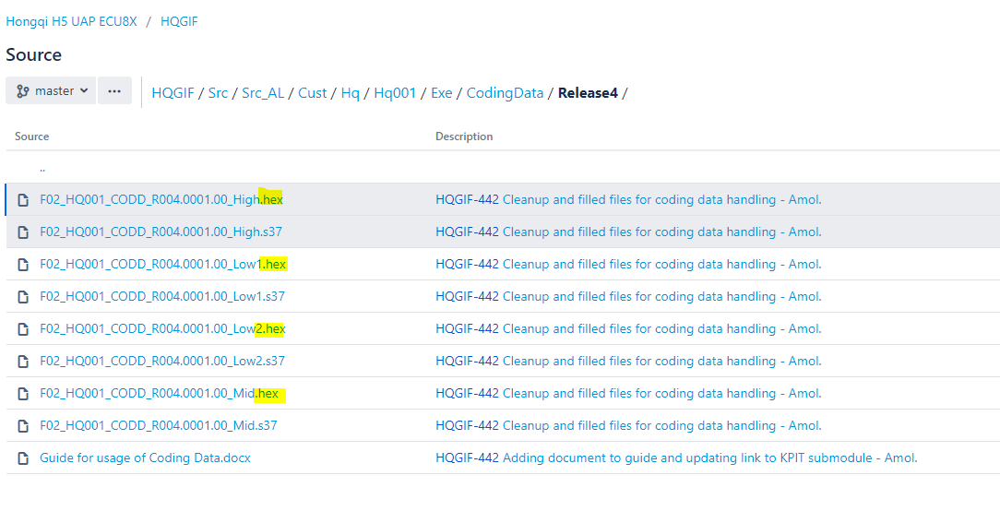 Hongqi H5 UAP ECU8X / HQGIF
Source
master ... HQGIF / Src / Src_AL / Cust / Hq / Hq001 / Exe / CodingData / Release4 /
Source Description
..
F02_HQ001_CODD_R004.0001.00_High.hex HQGIF-442 Cleanup and filled files for coding data handling - Amol.
F02_HQ001_CODD_R004.0001.00_High.s37 HQGIF-442 Cleanup and filled files for coding data handling - Amol.
F02_HQ001_CODD_R004.0001.00_Low1.hex HQGIF-442 Cleanup and filled files for coding data handling - Amol.
F02_HQ001_CODD_R004.0001.00_Low1.s37 HQGIF-442 Cleanup and filled files for coding data handling - Amol.
F02_HQ001_CODD_R004.0001.00_Low2.hex HQGIF-442 Cleanup and filled files for coding data handling - Amol.
F02_HQ001_CODD_R004.0001.00_Low2.s37 HQGIF-442 Cleanup and filled files for coding data handling - Amol.
F02_HQ001_CODD_R004.0001.00_Mid.hex HQGIF-442 Cleanup and filled files for coding data handling - Amol.
F02_HQ001_CODD_R004.0001.00_Mid.s37 HQGIF-442 Cleanup and filled files for coding data handling - Amol.
Guide for usage of Coding Data.docx HQGIF-442 Adding document to guide and updating link to KPIT submodule - Amol.